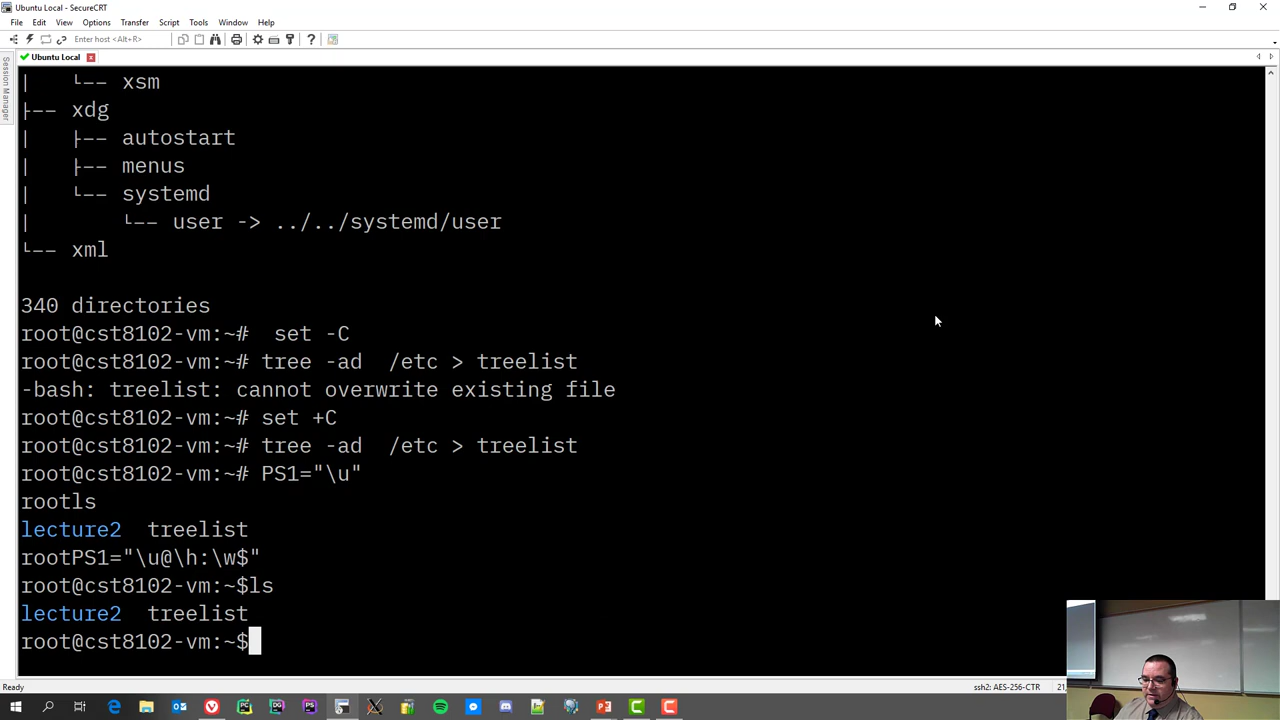 Ubuntu Local - SecureCRT
File Edit View Options Transfer Script Tools Window Help
Enter host <Alt+R>
Ubuntu Local
Session Manager
│   └── xsm
├── xdg
│   ├── autostart
│   ├── menus
│   └── systemd
│       └── user -> ../../systemd/user
└── xml
340 directories
root@cst8102-vm:~#  set -C
root@cst8102-vm:~# tree -ad  /etc > treelist
-bash: treelist: cannot overwrite existing file
root@cst8102-vm:~# set +C
root@cst8102-vm:~# tree -ad  /etc > treelist
root@cst8102-vm:~# PS1="\u"
rootls
lecture2  treelist
rootPS1="\u@\h:\w$"
root@cst8102-vm:~$ls
lecture2  treelist
root@cst8102-vm:~$
Ready
ssh2: AES-256-CTR
21,